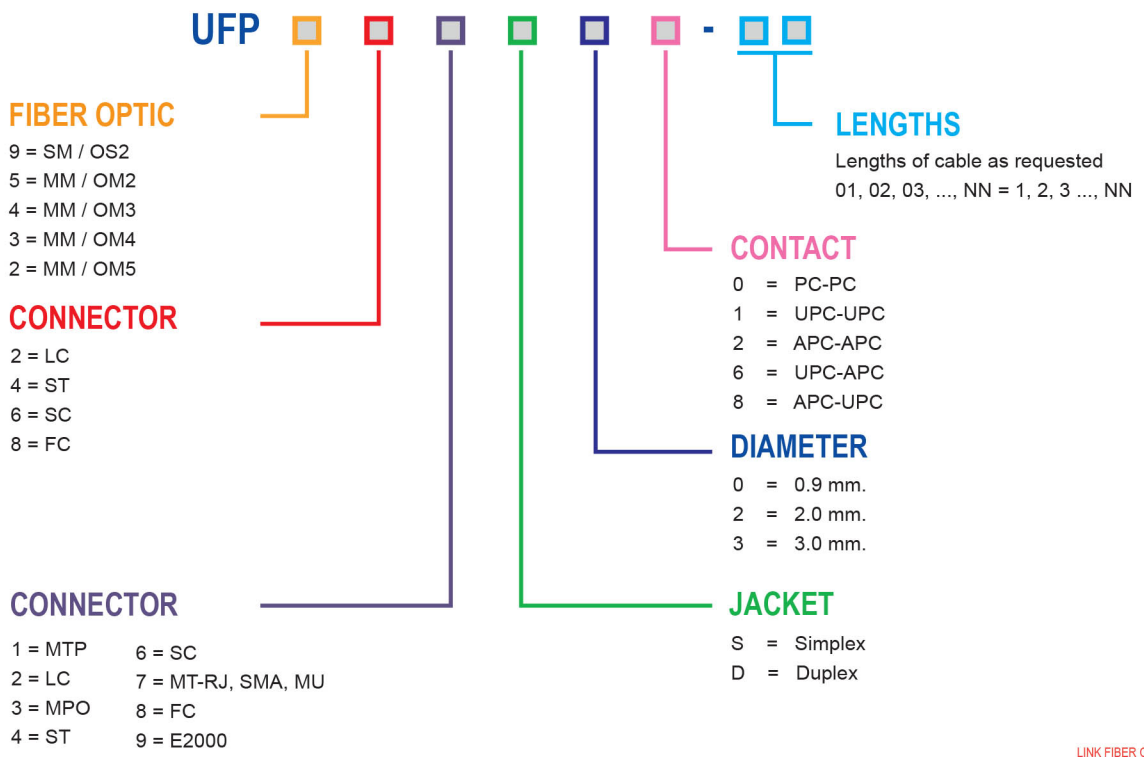 UFP -
FIBER OPTIC
9 = SM / OS2
5 = MM / OM2
4 = MM / OM3
3 = MM / OM4
2 = MM / OM5
CONNECTOR
2 = LC
4 = ST
6 = SC
8 = FC
CONNECTOR
1 = MTP
2 = LC
3 = MPO
4 = ST
6 = SC
7 = MT-RJ, SMA, MU
8 = FC
9 = E2000
LENGTHS
Lengths of cable as requested
01, 02, 03, ..., NN = 1, 2, 3 ..., NN
CONTACT
0 = PC-PC
1 = UPC-UPC
2 = APC-APC
6 = UPC-APC
8 = APC-UPC
DIAMETER
0 = 0.9 mm.
2 = 2.0 mm.
3 = 3.0 mm.
JACKET
S = Simplex
D = Duplex
LINK FIBER